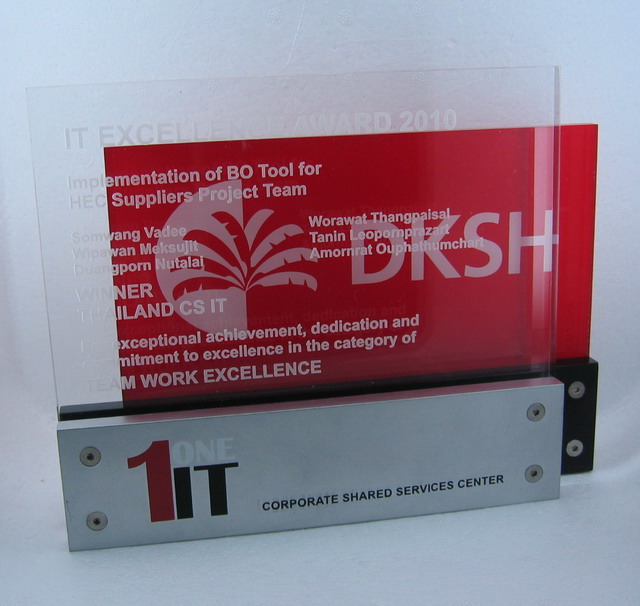 IT EXCELLENCE AWARD 2010
Implementation of BO Tool for
HEC Suppliers Project Team
Somyang Vadee
Wipawan Meksujit
Duangporn Nutalai
Worawat Thangpaisal
Tanin Leopornprazart
Amornrat Ouphathumchart
DKSH
WINNER
THAILAND CS IT
exceptional achievement, dedication and
commitment to excellence in the category of
TEAM WORK EXCELLENCE
1 ONE
IT
CORPORATE SHARED SERVICES CENTER